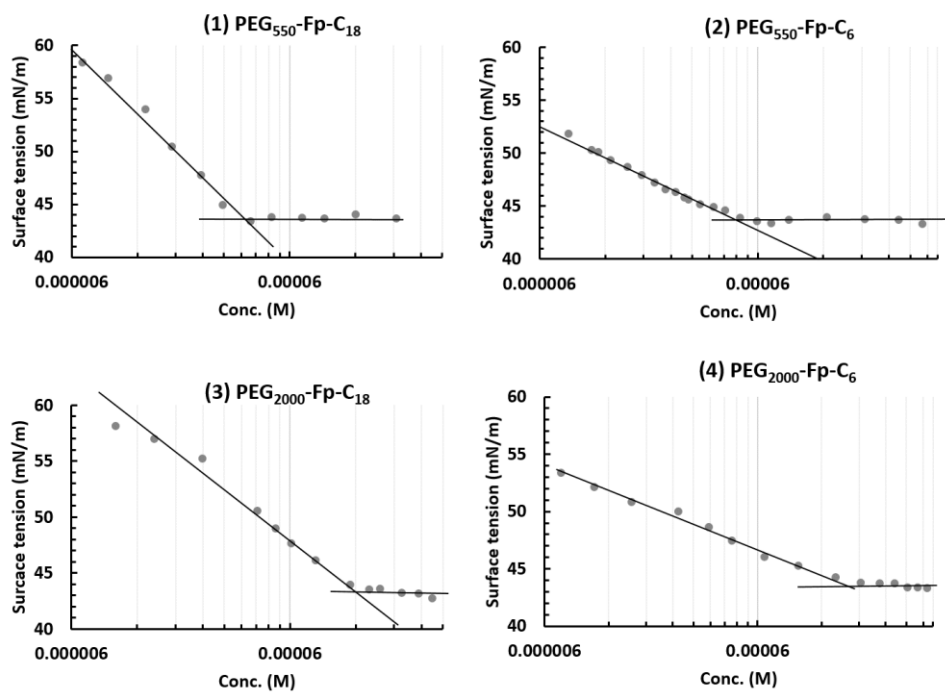 (1) PEG550-Fp-C18
Surface tension (mN/m)
60
55
50
45
40
0.000006
0.00006
Conc. (M)
(2) PEG550-Fp-C6
Surface tension (mN/m)
60
55
50
45
40
0.000006
0.00006
Conc. (M)
(3) PEG2000-Fp-C18
Surcace tension (mN/m)
60
55
50
45
40
0.000006
0.00006
Conc. (M)
(4) PEG2000-Fp-C6
Surface tension (mN/m)
60
55
50
45
40
0.000006
0.00006
Conc. (M)